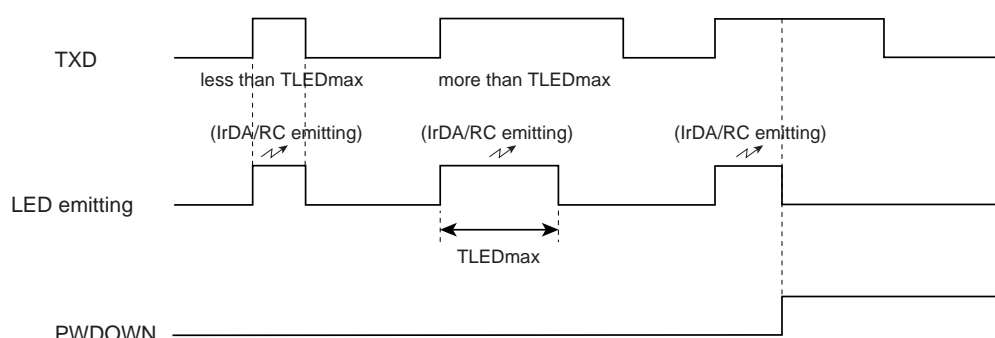 TXD
less than TLEDmax
more than TLEDmax
(IrDA/RC emitting)
(IrDA/RC emitting)
(IrDA/RC emitting)
LED emitting
TLEDmax
PWDOWN